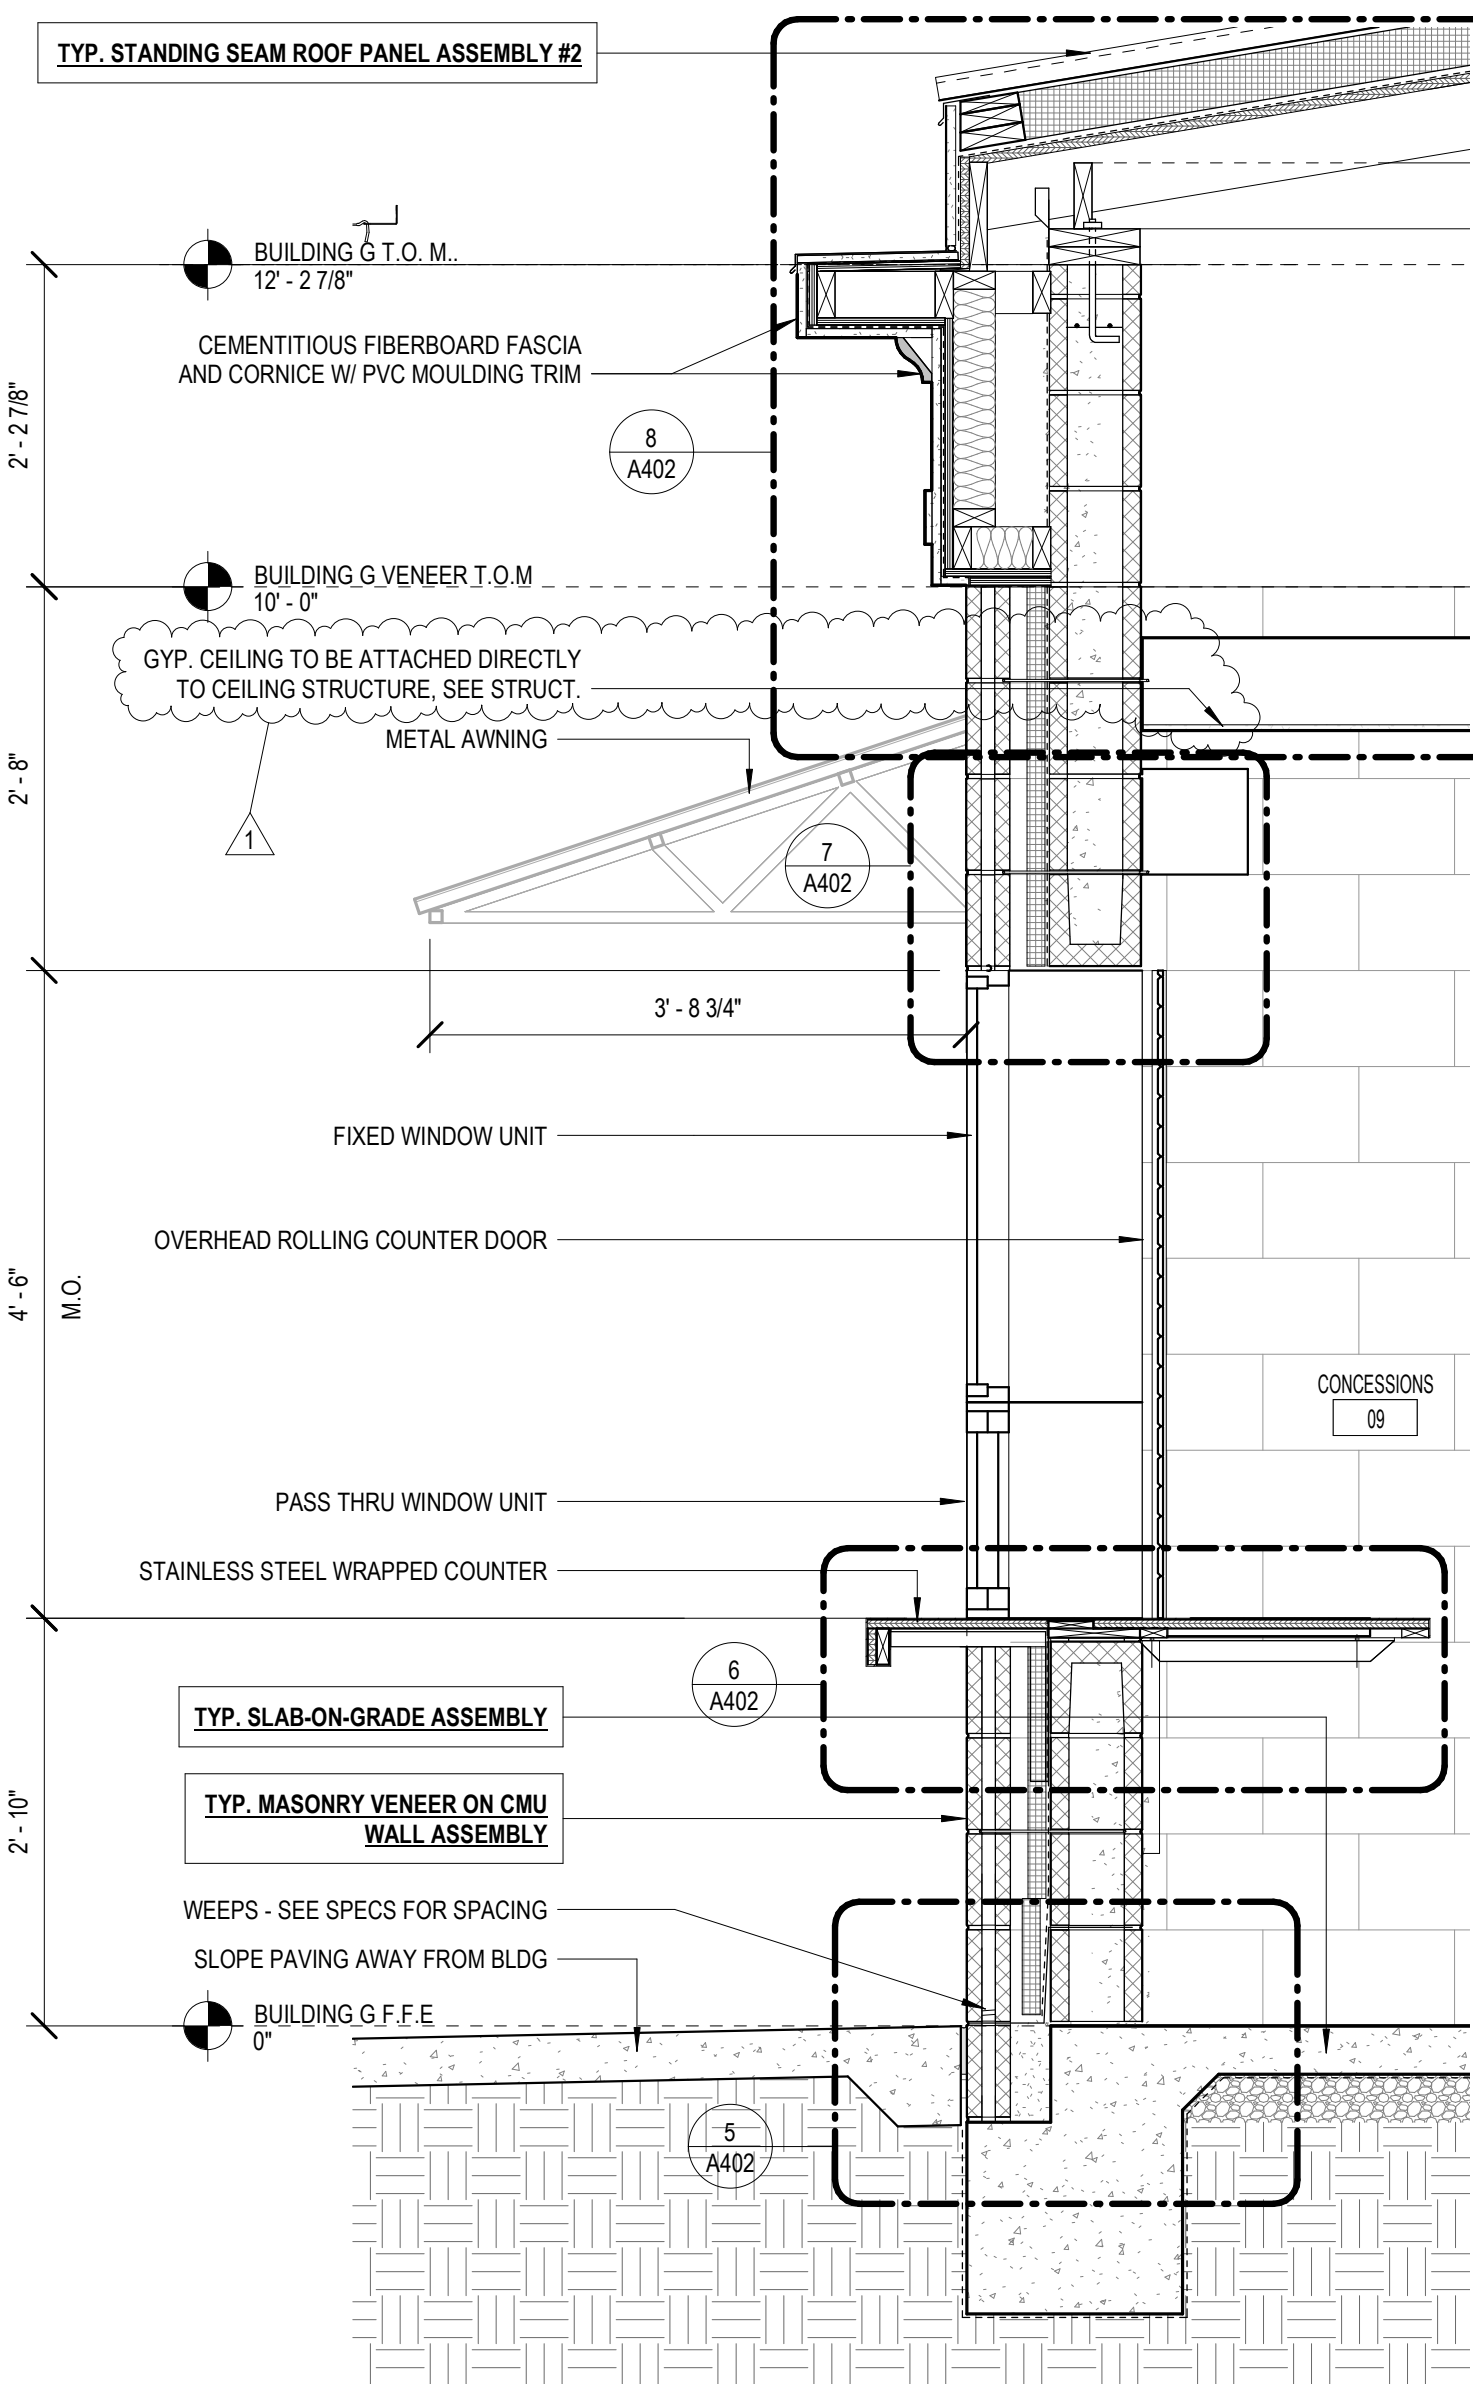 TYP. STANDING SEAM ROOF PANEL ASSEMBLY #2
BUILDING G T.O. M..
12' - 2 7/8"
CEMENTITIOUS FIBERBOARD FASCIA
AND CORNICE W/ PVC MOULDING TRIM
2' - 2 7/8"
8
A402
BUILDING G VENEER T.O.M
10' - 0"
GYP. CEILING TO BE ATTACHED DIRECTLY
TO CEILING STRUCTURE, SEE STRUCT.
METAL AWNING
2' - 8"
1
7
A402
3' - 8 3/4"
FIXED WINDOW UNIT
OVERHEAD ROLLING COUNTER DOOR
4' - 6"
M.O.
CONCESSIONS
09
PASS THRU WINDOW UNIT
STAINLESS STEEL WRAPPED COUNTER
6
A402
TYP. SLAB-ON-GRADE ASSEMBLY
TYP. MASONRY VENEER ON CMU
WALL ASSEMBLY
2' - 10"
WEEPS - SEE SPECS FOR SPACING
SLOPE PAVING AWAY FROM BLDG
BUILDING G F.F.E
0"
5
A402